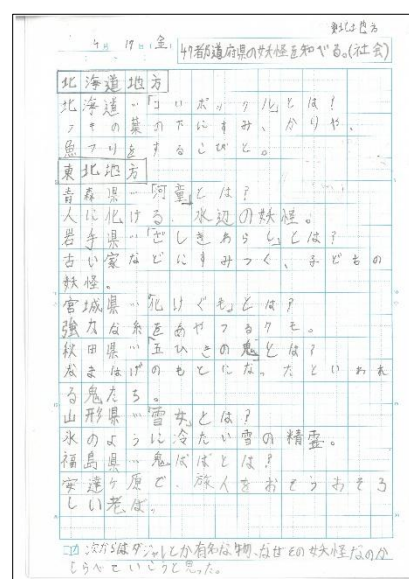 4月19日(金)
47都道府県の妖怪を知べる。(社会)
北海道地方
北海道…「コロポックル」とは?
フキの葉の下にすみ、かりや、
魚つりをするこびと。
東北地方
青森県…「河童」とは?
人に化ける、水辺の妖怪。
岩手県…「ざしきわらし」とは?
古い家などにすみつく、子どもの
妖怪。
宮城県…「化けぐも」とは?
強力な糸をあやつるクモ。
秋田県…「五ひきの鬼」とは?
なまはげのもとになったといわれ
る鬼たち。
山形県…「雪女」とは?
氷のように冷たい雪の精霊。
福島県…「鬼ばばとは?
安達ヶ原で、旅人をおそうおそろ
しい老ば。
次からはダジャレとか有名な物、なぜその妖怪なのか
しらべていこうと思った。